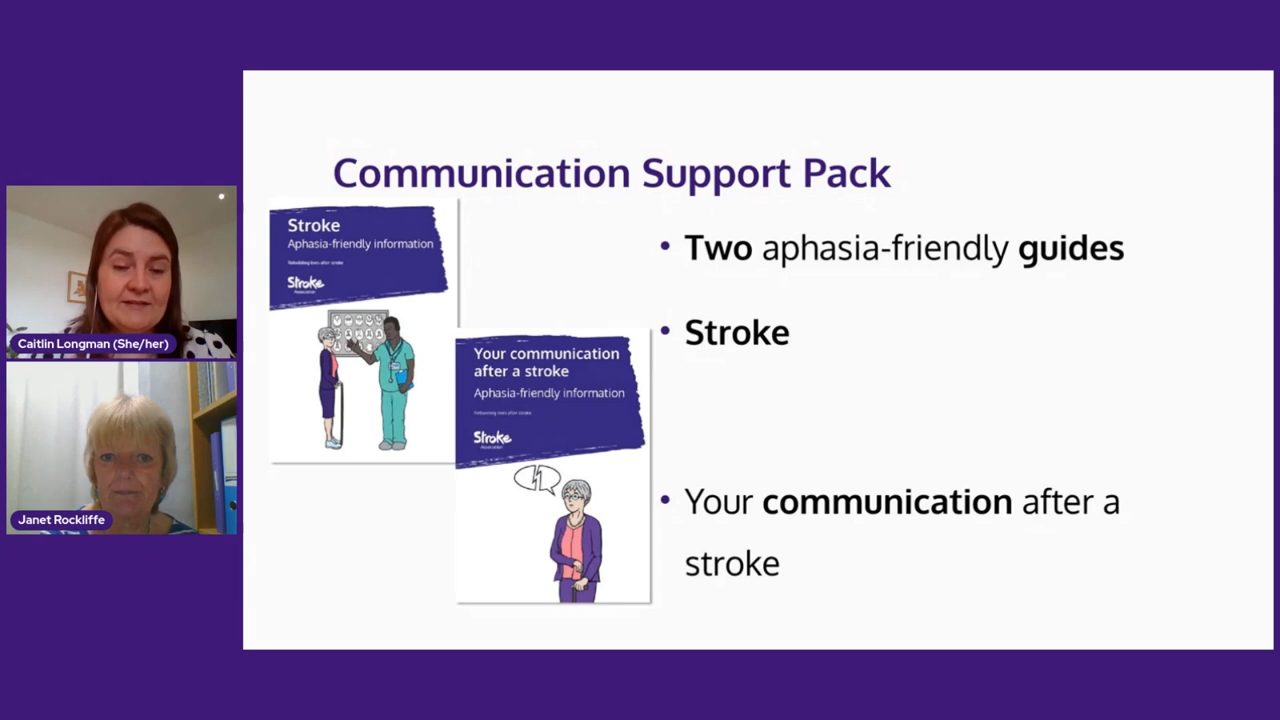 Communication Support Pack
Stroke
Aphasia-friendly information
Rebuilding lives after stroke
Stroke
Association
Your communication
after a stroke
Aphasia-friendly information
Rebuilding lives after stroke
Stroke
Association
• Two aphasia-friendly guides
• Stroke
• Your communication after a
stroke
Caitlin Longman (She/her)
Janet Rockliffe